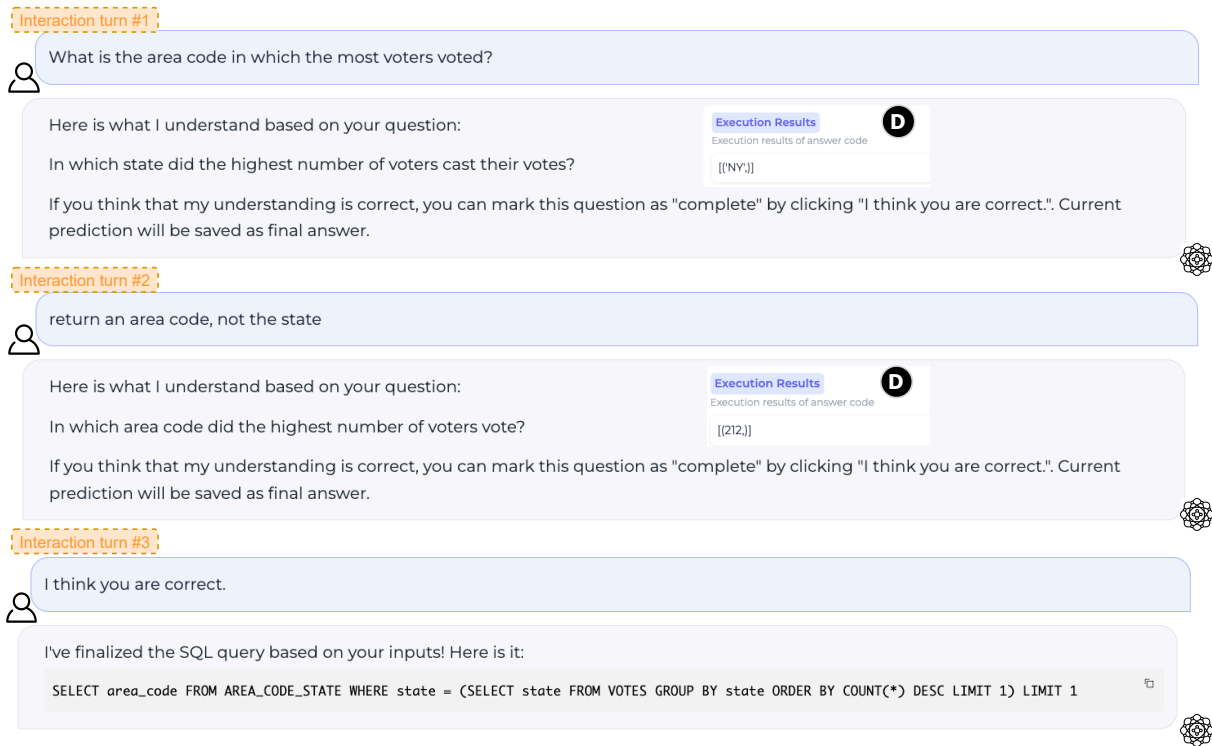 Interaction turn #1
What is the area code in which the most voters voted?
Here is what I understand based on your question:
Execution Results
D
Execution results of answer code
In which state did the highest number of voters cast their votes?
[('NY',)]
If you think that my understanding is correct, you can mark this question as "complete" by clicking "I think you are correct.". Current
prediction will be saved as final answer.
Interaction turn #2
return an area code, not the state
Here is what I understand based on your question:
Execution Results
D
Execution results of answer code
In which area code did the highest number of voters vote?
[(212,)]
If you think that my understanding is correct, you can mark this question as "complete" by clicking "I think you are correct.". Current
prediction will be saved as final answer.
Interaction turn #3
I think you are correct.
I've finalized the SQL query based on your inputs! Here is it:
SELECT area_code FROM AREA_CODE_STATE WHERE state = (SELECT state FROM VOTES GROUP BY state ORDER BY COUNT(*) DESC LIMIT 1) LIMIT 1